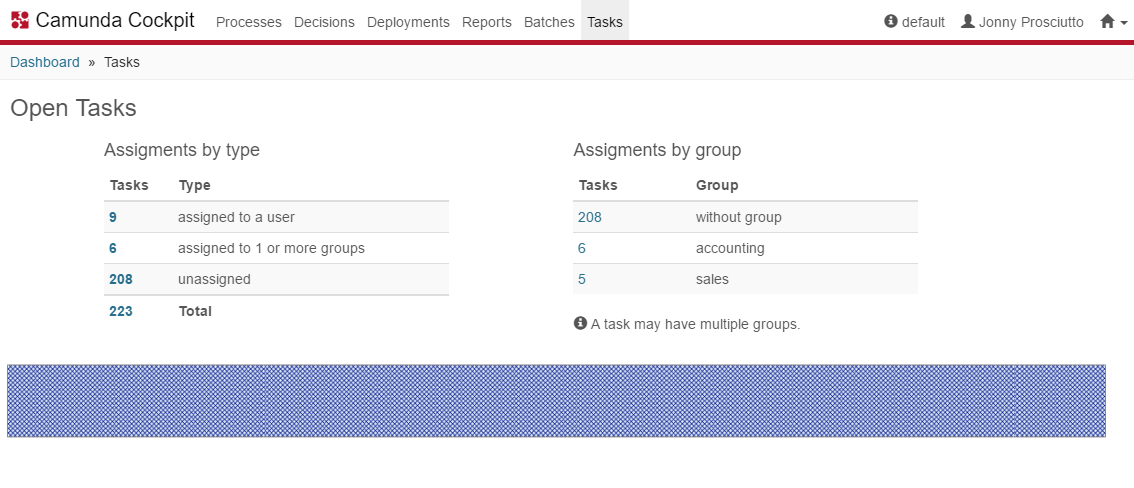 Camunda Cockpit Processes Decisions Deployments Reports Batches Tasks default Jonny Prosciutto
Dashboard » Tasks
Open Tasks
Assigments by type
Tasks Type
9 assigned to a user
6 assigned to 1 or more groups
208 unassigned
223 Total
Assigments by group
Tasks Group
208 without group
6 accounting
5 sales
A task may have multiple groups.